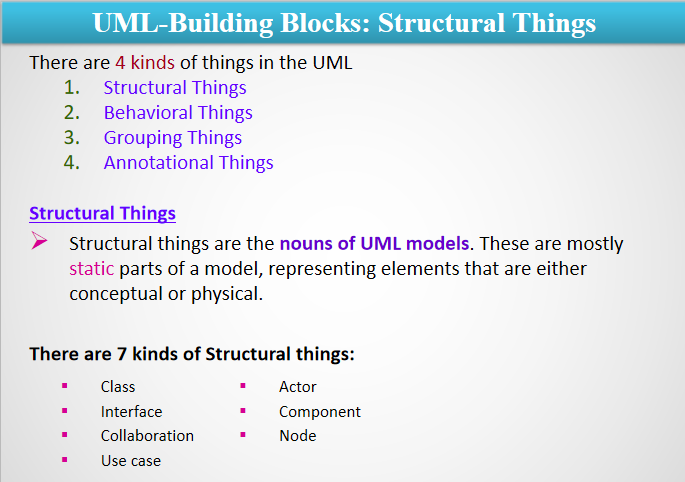 UML-Building Blocks: Structural Things
There are 4 kinds of things in the UML
1. Structural Things
2. Behavioral Things
3. Grouping Things
4. Annotational Things
Structural Things
Structural things are the nouns of UML models. These are mostly
static parts of a model, representing elements that are either
conceptual or physical.
There are 7 kinds of Structural things:
Class
Interface
Collaboration
Use case
Actor
Component
Node